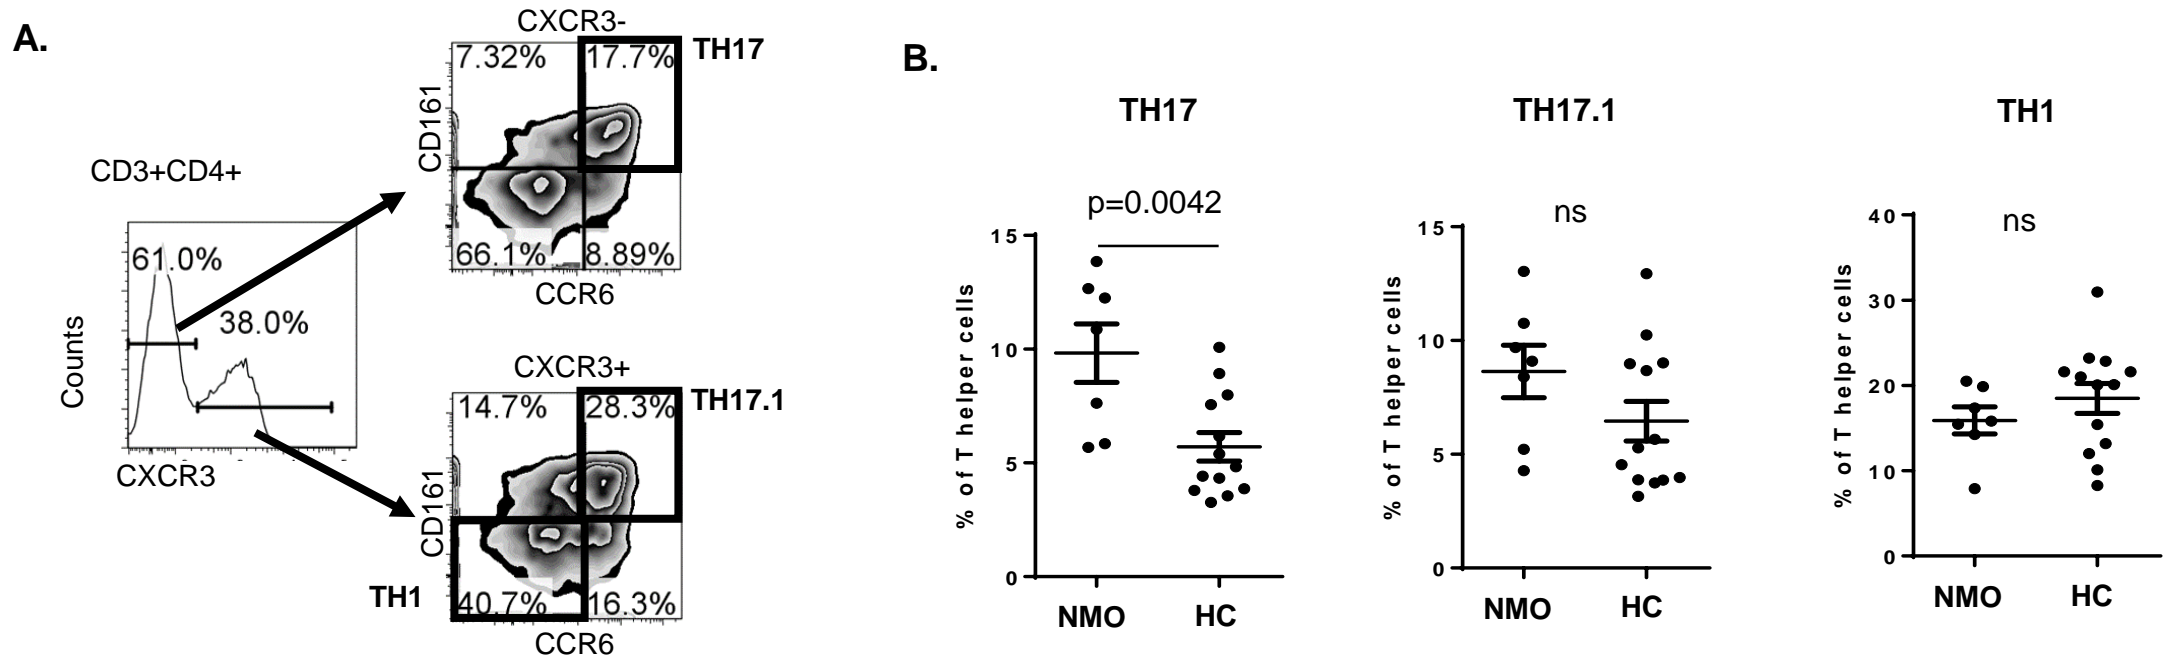 A.
CD3+CD4+
61.0%
38.0%
Counts
CXCR3
CXCR3-
7.32%
17.7%
TH17
CD161
66.1%
8.89%
CCR6
CXCR3+
14.7%
28.3%
TH17.1
CD161
TH1
40.7%
16.3%
CCR6
B.
TH17
p=0.0042
% of T helper cells
15
10
5
0
NMO
HC
TH17.1
ns
% of T helper cells
15
10
5
0
NMO
HC
TH1
ns
% of T helper cells
40
30
20
10
0
NMO
HC